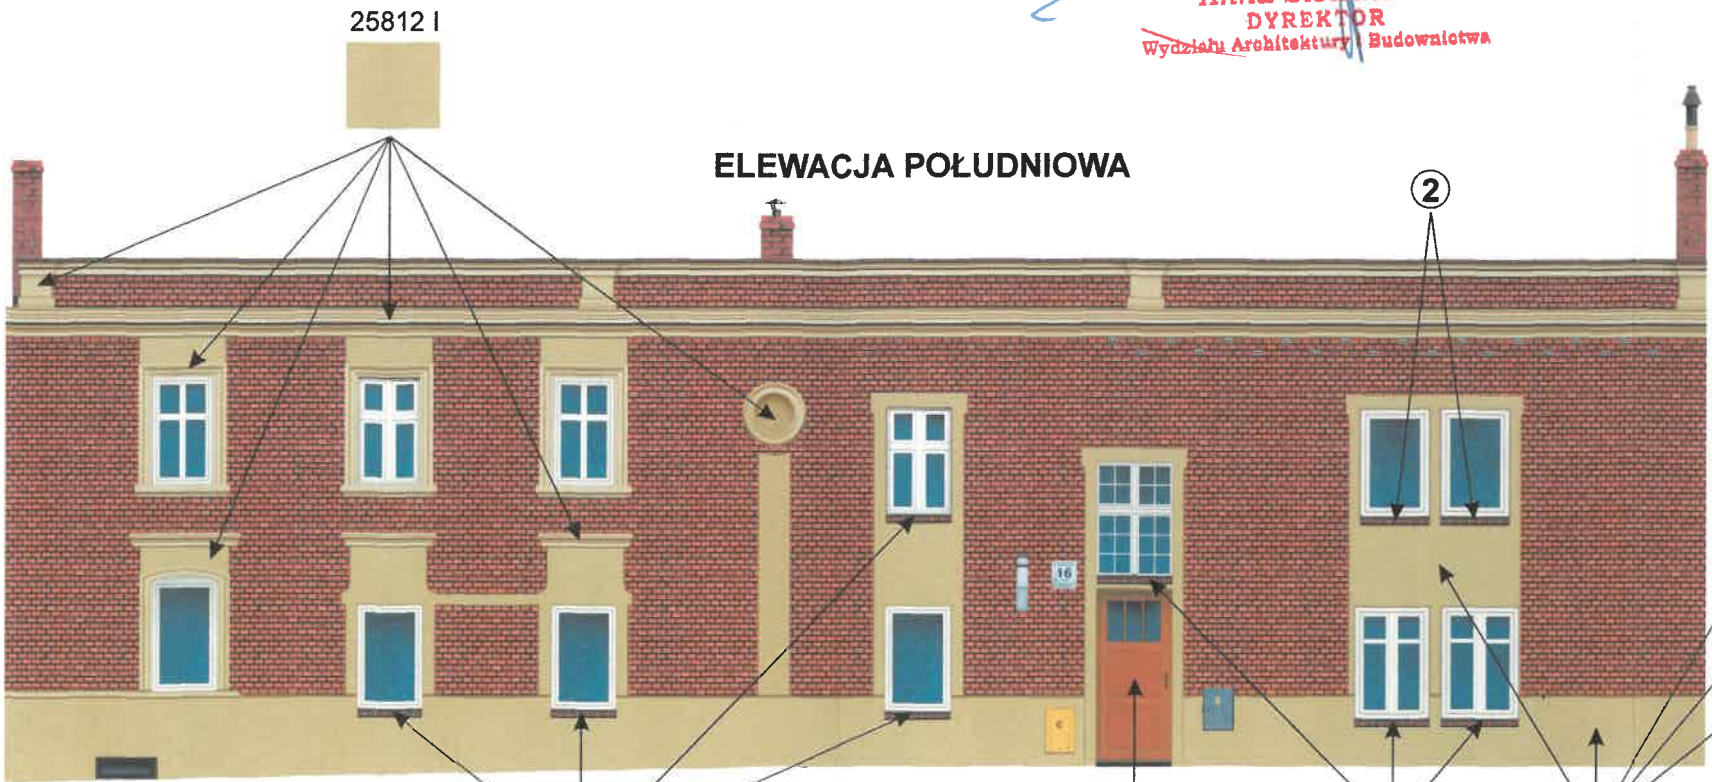 25812 I
DYREKTOR
Wydziału Architektury i Budownictwa
ELEWACJA POŁUDNIOWA
2
16